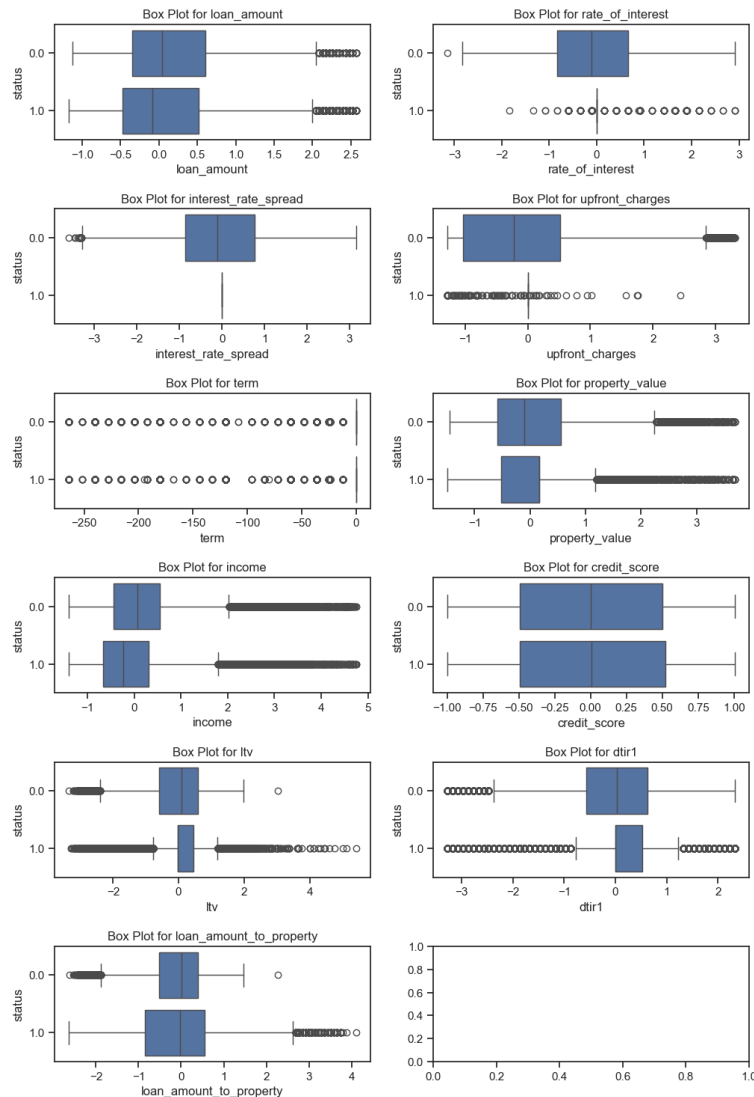 Box Plot for loan_amount
status
0.0
1.0
-1.0 -0.5 0.0 0.5 1.0 1.5 2.0 2.5
loan_amount
Box Plot for rate_of_interest
status
0.0
1.0
-3 -2 -1 0 1 2 3
rate_of_interest
Box Plot for interest_rate_spread
status
0.0
1.0
-3 -2 -1 0 1 2 3
interest_rate_spread
Box Plot for upfront_charges
status
0.0
1.0
-1 0 1 2 3
upfront_charges
Box Plot for term
status
0.0
1.0
-250 -200 -150 -100 -50 0
term
Box Plot for property_value
status
0.0
1.0
-1 0 1 2 3
property_value
Box Plot for income
status
0.0
1.0
-1 0 1 2 3 4 5
income
Box Plot for credit_score
status
0.0
1.0
-1.00 -0.75 -0.50 -0.25 0.00 0.25 0.50 0.75 1.00
credit_score
Box Plot for ltv
status
0.0
1.0
-2 0 2 4
ltv
Box Plot for dtir1
status
0.0
1.0
-3 -2 -1 0 1 2
dtir1
Box Plot for loan_amount_to_property
status
0.0
1.0
-2 -1 0 1 2 3 4
loan_amount_to_property
1.0
0.8
0.6
0.4
0.2
0.0
0.0 0.2 0.4 0.6 0.8 1.0